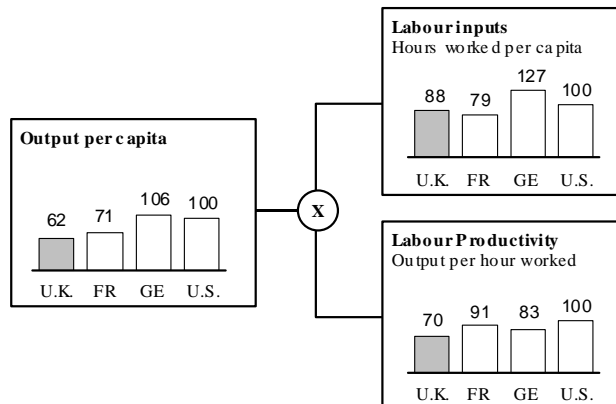 Labour inputs
Hours worked per capita
88 79 127 100
U.K. FR GE U.S.
Output per capita
62 71 106 100
U.K. FR GE U.S.
X
Labour Productivity
Output per hour worked
70 91 83 100
U.K. FR GE U.S.